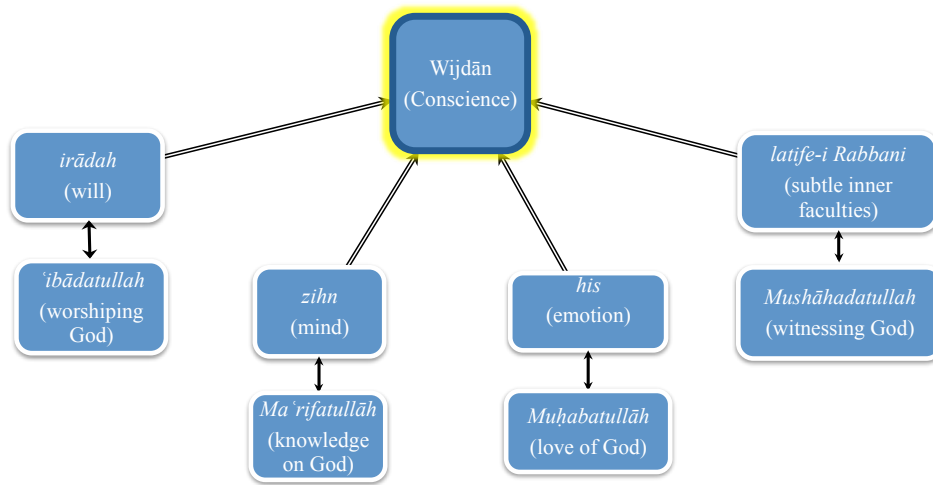 Wijdān
(Conscience)
irādah
(will)
latife-i Rabbani
(subtle inner
faculties)
ʿibādatullah
(worshiping
God)
zihn
(mind)
his
(emotion)
Mushāhadatullah
(witnessing God)
Maʿrifatullāh
(knowledge
on God)
Muḥabatullāh
(love of God)